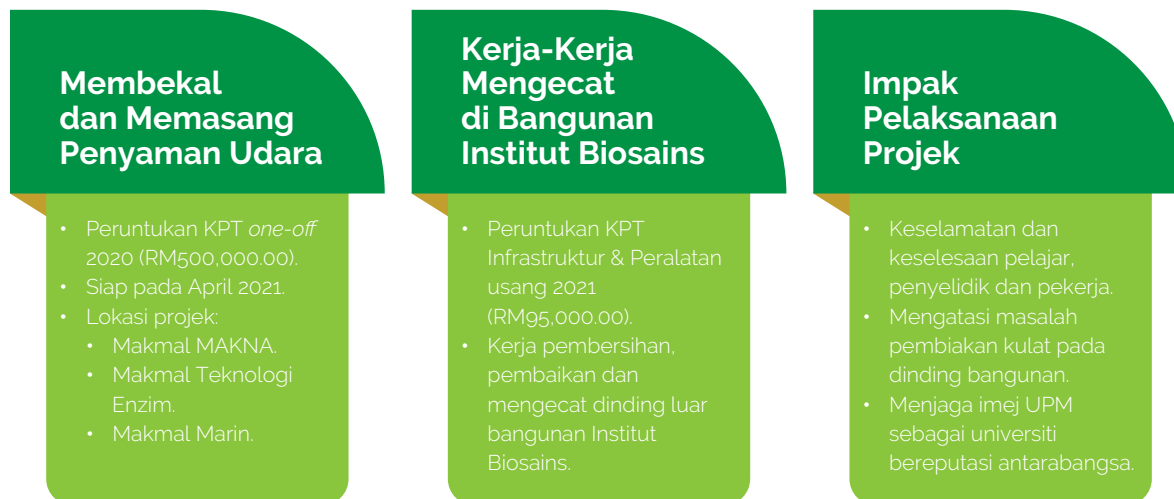 Membekal
dan Memasang
Penyaman Udara
• Peruntukan KPT one-off
2020 (RM500,000.00).
• Siap pada April 2021.
• Lokasi projek:
• Makmal MAKNA.
• Makmal Teknologi
Enzim.
• Makmal Marin.
Kerja-Kerja
Mengecat
di Bangunan
Institut Biosains
• Peruntukan KPT
Infrastruktur & Peralatan
usang 2021
(RM95,000.00).
• Kerja pembersihan,
pembaikan dan
mengecat dinding luar
bangunan Institut
Biosains.
Impak
Pelaksanaan
Projek
• Keselamatan dan
keselesaan pelajar,
penyelidik dan pekerja.
• Mengatasi masalah
pembiakan kulat pada
dinding bangunan.
• Menjaga imej UPM
sebagai universiti
bereputasi antarabangsa.